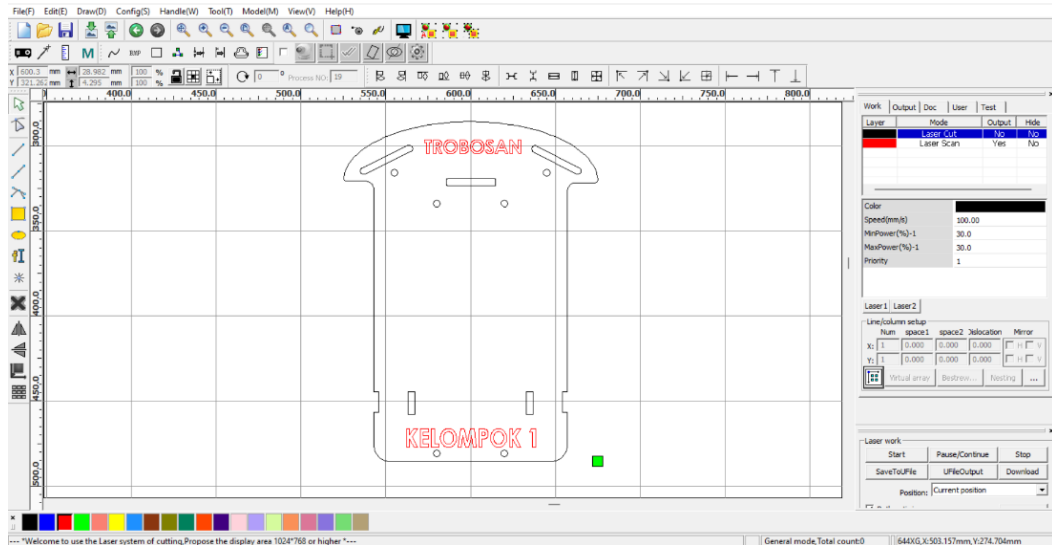 File(F) Edit(E) Draw(D) Config(S) Handle(W) Tool(T) Model(M) View(V) Help(H)
X 600.3 mm 28.982 mm 100 %
Y 321.262 mm 4.295 mm 100 %
0 ° Process NO: 19
400.0 450.0 500.0 550.0 600.0 650.0 700.0 750.0 800.0
300.0
350.0
400.0
450.0
500.0
TROBOSAN
KELOMPOK 1
Work Output Doc User Test
Layer Mode Output Hide
Laser Cut No No
Laser Scan Yes No
Color
Speed(mm/s) 100.00
MinPower(%)-1 30.0
MaxPower(%)-1 30.0
Priority 1
Laser1 Laser2
Line/column setup
Num space1 space2 Dislocation Mirror
X: 1 0.000 0.000 0.000 H V
Y: 1 0.000 0.000 0.000 H V
Virtual array Bestrew... Nesting ...
Laser work
Start Pause/Continue Stop
SaveToUFile UFileOutput Download
Position: Current position
--- *Welcome to use the Laser system of cutting,Propose the display area 1024*768 or higher *---
General mode,Total count:0 644XG,X:503.157mm,Y:274.704mm